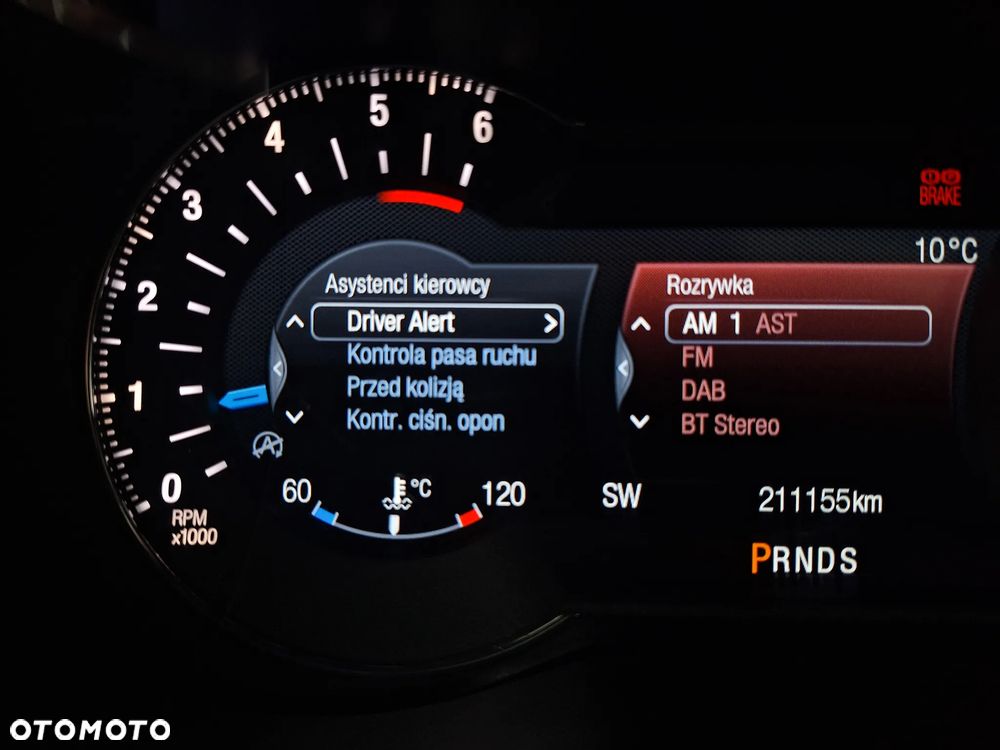 6
5
4
3
2
1
0
RPM
x1000
BRAKE
10°C
Asystenci kierowcy
Driver Alert
Kontrola pasa ruchu
Przed kolizją
Kontr. ciśn. opon
Rozrywka
AM 1 AST
FM
DAB
BT Stereo
60 °C 120
SW 211155km
PRNDS
OTOMOTO